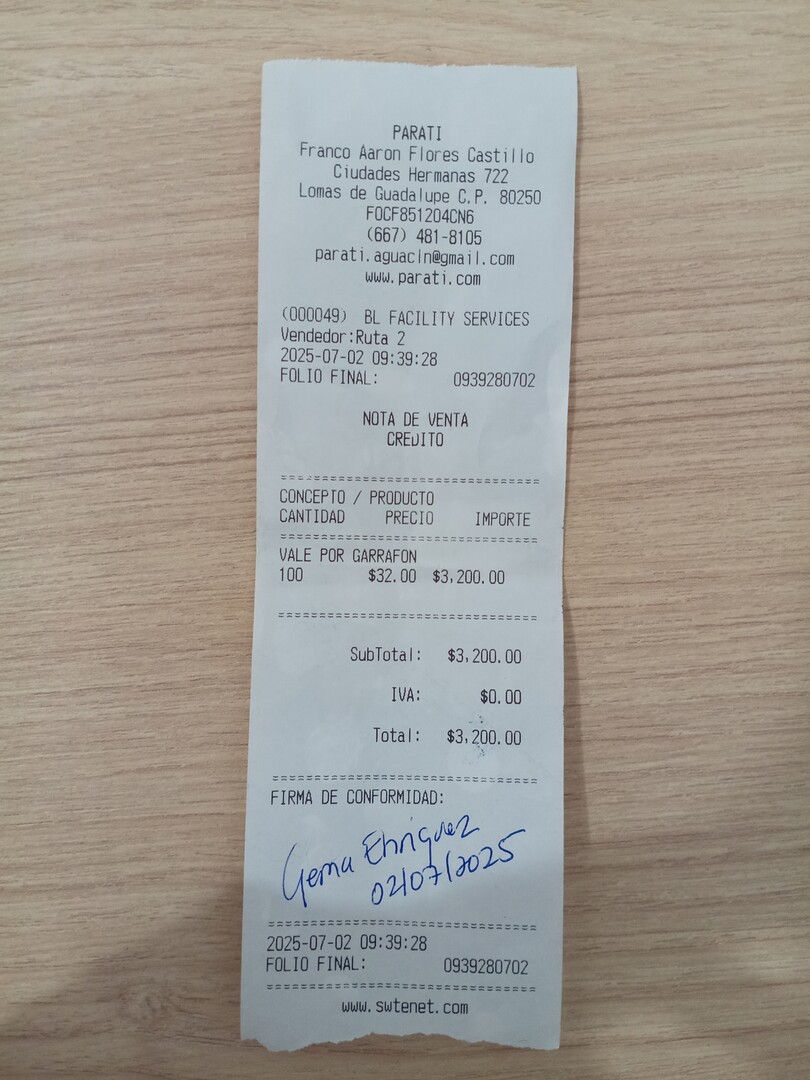 PARATI
Franco Aaron Flores Castillo
Ciudades Hermanas 722
Lomas de Guadalupe C.P. 80250
FOCF851204CN6
(667) 481-8105
parati.aguacln@gmail.com
www.parati.com
(000049) BL FACILITY SERVICES
Vendedor:Ruta 2
2025-07-02 09:39:28
FOLIO FINAL: 0939280702
NOTA DE VENTA
CREDITO
CONCEPTO / PRODUCTO
CANTIDAD PRECIO IMPORTE
VALE POR GARRAFON
100 $32.00 $3,200.00
SubTotal: $3,200.00
IVA: $0.00
Total: $3,200.00
FIRMA DE CONFORMIDAD:
Gema Enriquez
02/07/2025
2025-07-02 09:39:28
FOLIO FINAL: 0939280702
www.swtenet.com